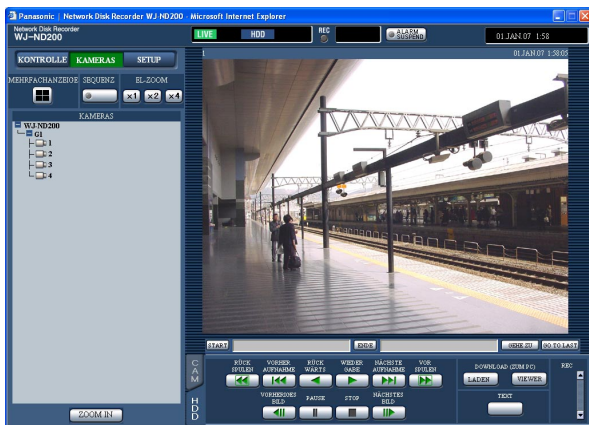 Panasonic | Network Disk Recorder WJ-ND200 - Microsoft Internet Explorer
Network Disk Recorder
WJ-ND200
LIVE HDD REC ALARM SUSPEND 01.JAN.07 1:58
KONTROLLE KAMERAS SETUP
1 01.JAN.07 1:58:05
MEHRFACHANZEIGE SEQUENZ EL-ZOOM
x1 x2 x4
KAMERAS
WJ-ND200
G1
1
2
3
4
START ENDE GEHE ZU GO TO LAST
CAM
RÜCK SPULEN VORHER AUFNAHME RÜCK WÄRTS WIEDER GABE NÄCHSTE AUFNAHME VOR SPULEN
DOWNLOAD (ZUM PC) REC
LADEN VIEWER
HDD
VORHERGES BILD PAUSE STOP NÄCHSTES BILD
TEXT
ZOOM IN